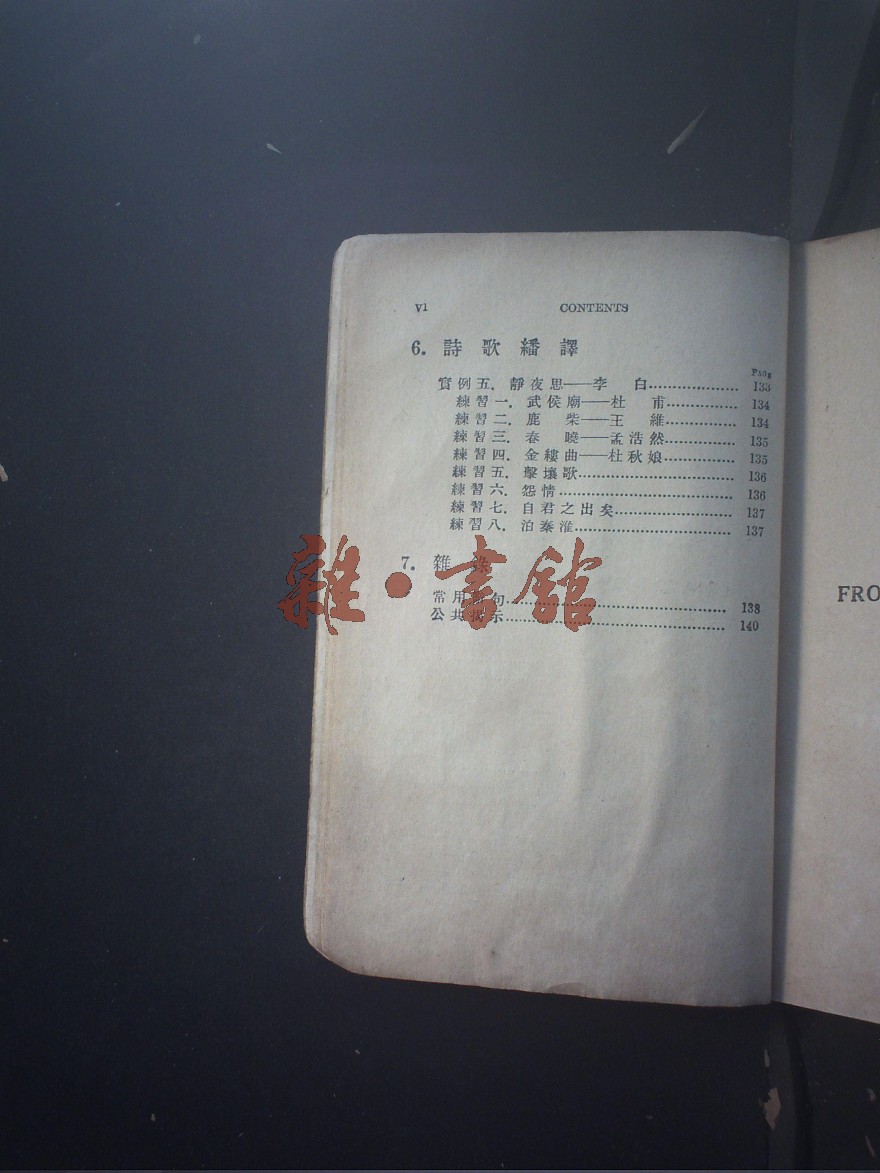 VI CONTENTS
6. 詩歌繙譯
PAGE
實例五. 靜夜思——李 白................. 133
練習一. 武侯廟——杜 甫............... 134
練習二. 鹿 柴——王 維............... 134
練習三. 春 曉——孟浩然............... 135
練習四. 金縷曲——杜秋娘............... 135
練習五. 擊壤歌................................. 136
練習六. 怨情..................................... 136
練習七. 自君之出矣......................... 137
練習八. 泊秦淮................................. 137
7. 雜錄
常用 句........................................... 138
公共揭示........................................... 140
雜·書館
FRO